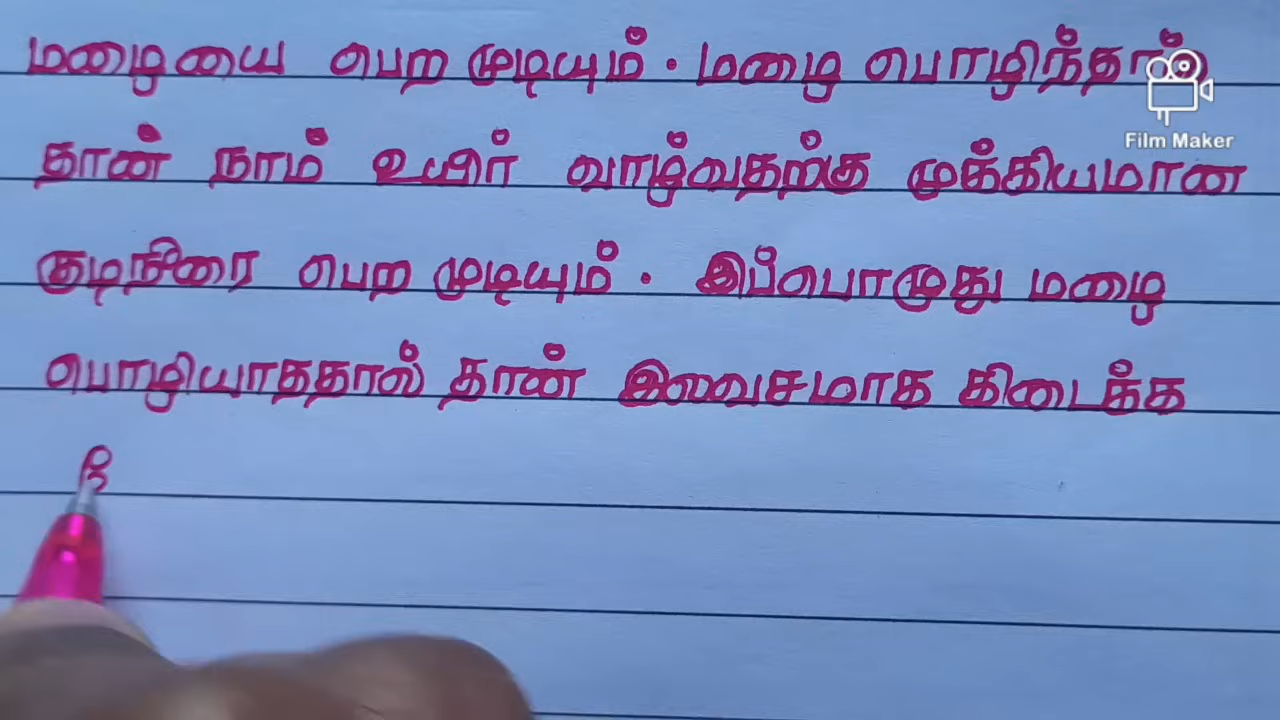 மழையை பெற முடியும். மழை பொழிந்தால்
Film Maker
தான் நாம் உயிர் வாழ்வதற்கு முக்கியமான
குடிநீரை பெற முடியும். இப்பொழுது மழை
பொழியாததால் தான் இலவசமாக கிடைக்க